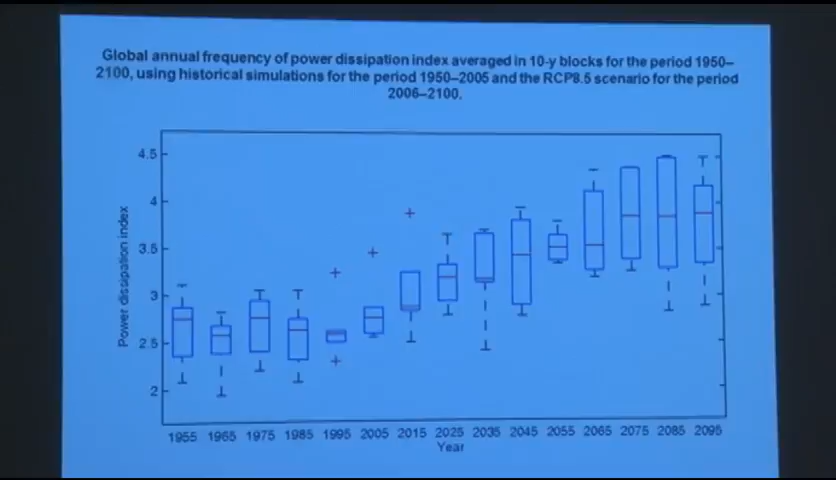 Global annual frequency of power dissipation index averaged in 10-y blocks for the period 1950–
2100, using historical simulations for the period 1950–2005 and the RCP8.5 scenario for the period
2006–2100.
4.5
4
3.5
3
2.5
2
Power dissipation index
1955 1965 1975 1985 1995 2005 2015 2025 2035 2045 2055 2065 2075 2085 2095
Year